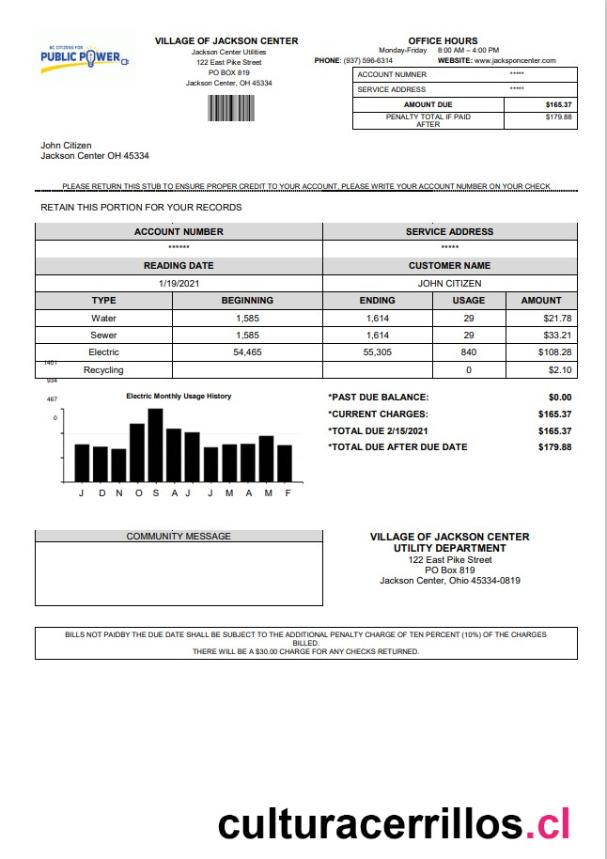 BC CITIZENS FOR
PUBLIC POWER
VILLAGE OF JACKSON CENTER
Jackson Center Utilities
122 East Pike Street
PO BOX 819
Jackson Center, OH 45334
OFFICE HOURS
Monday-Friday 8:00 AM – 4:00 PM
PHONE: (937) 596-6314 WEBSITE: www.jacksponcenter.com
ACCOUNT NUMNER *****
SERVICE ADDRESS *****
AMOUNT DUE $165.37
PENALTY TOTAL IF PAID $179.88
AFTER
John Citizen
Jackson Center OH 45334
PLEASE RETURN THIS STUB TO ENSURE PROPER CREDIT TO YOUR ACCOUNT, PLEASE WRITE YOUR ACCOUNT NUMBER ON YOUR CHECK
RETAIN THIS PORTION FOR YOUR RECORDS
ACCOUNT NUMBER SERVICE ADDRESS
****** *****
READING DATE CUSTOMER NAME
1/19/2021 JOHN CITIZEN
TYPE BEGINNING ENDING USAGE AMOUNT
Water 1,585 1,614 29 $21.78
Sewer 1,585 1,614 29 $33.21
Electric 54,465 55,305 840 $108.28
Recycling 0 $2.10
1401
934
467
0
Electric Monthly Usage History
J D N O S A J J M A M F
*PAST DUE BALANCE: $0.00
*CURRENT CHARGES: $165.37
*TOTAL DUE 2/15/2021 $165.37
*TOTAL DUE AFTER DUE DATE $179.88
COMMUNITY MESSAGE
VILLAGE OF JACKSON CENTER
UTILITY DEPARTMENT
122 East Pike Street
PO Box 819
Jackson Center, Ohio 45334-0819
BILLS NOT PAIDBY THE DUE DATE SHALL BE SUBJECT TO THE ADDITIONAL PENALTY CHARGE OF TEN PERCENT (10%) OF THE CHARGES
BILLED.
THERE WILL BE A $30.00 CHARGE FOR ANY CHECKS RETURNED.
culturacerrillos.cl